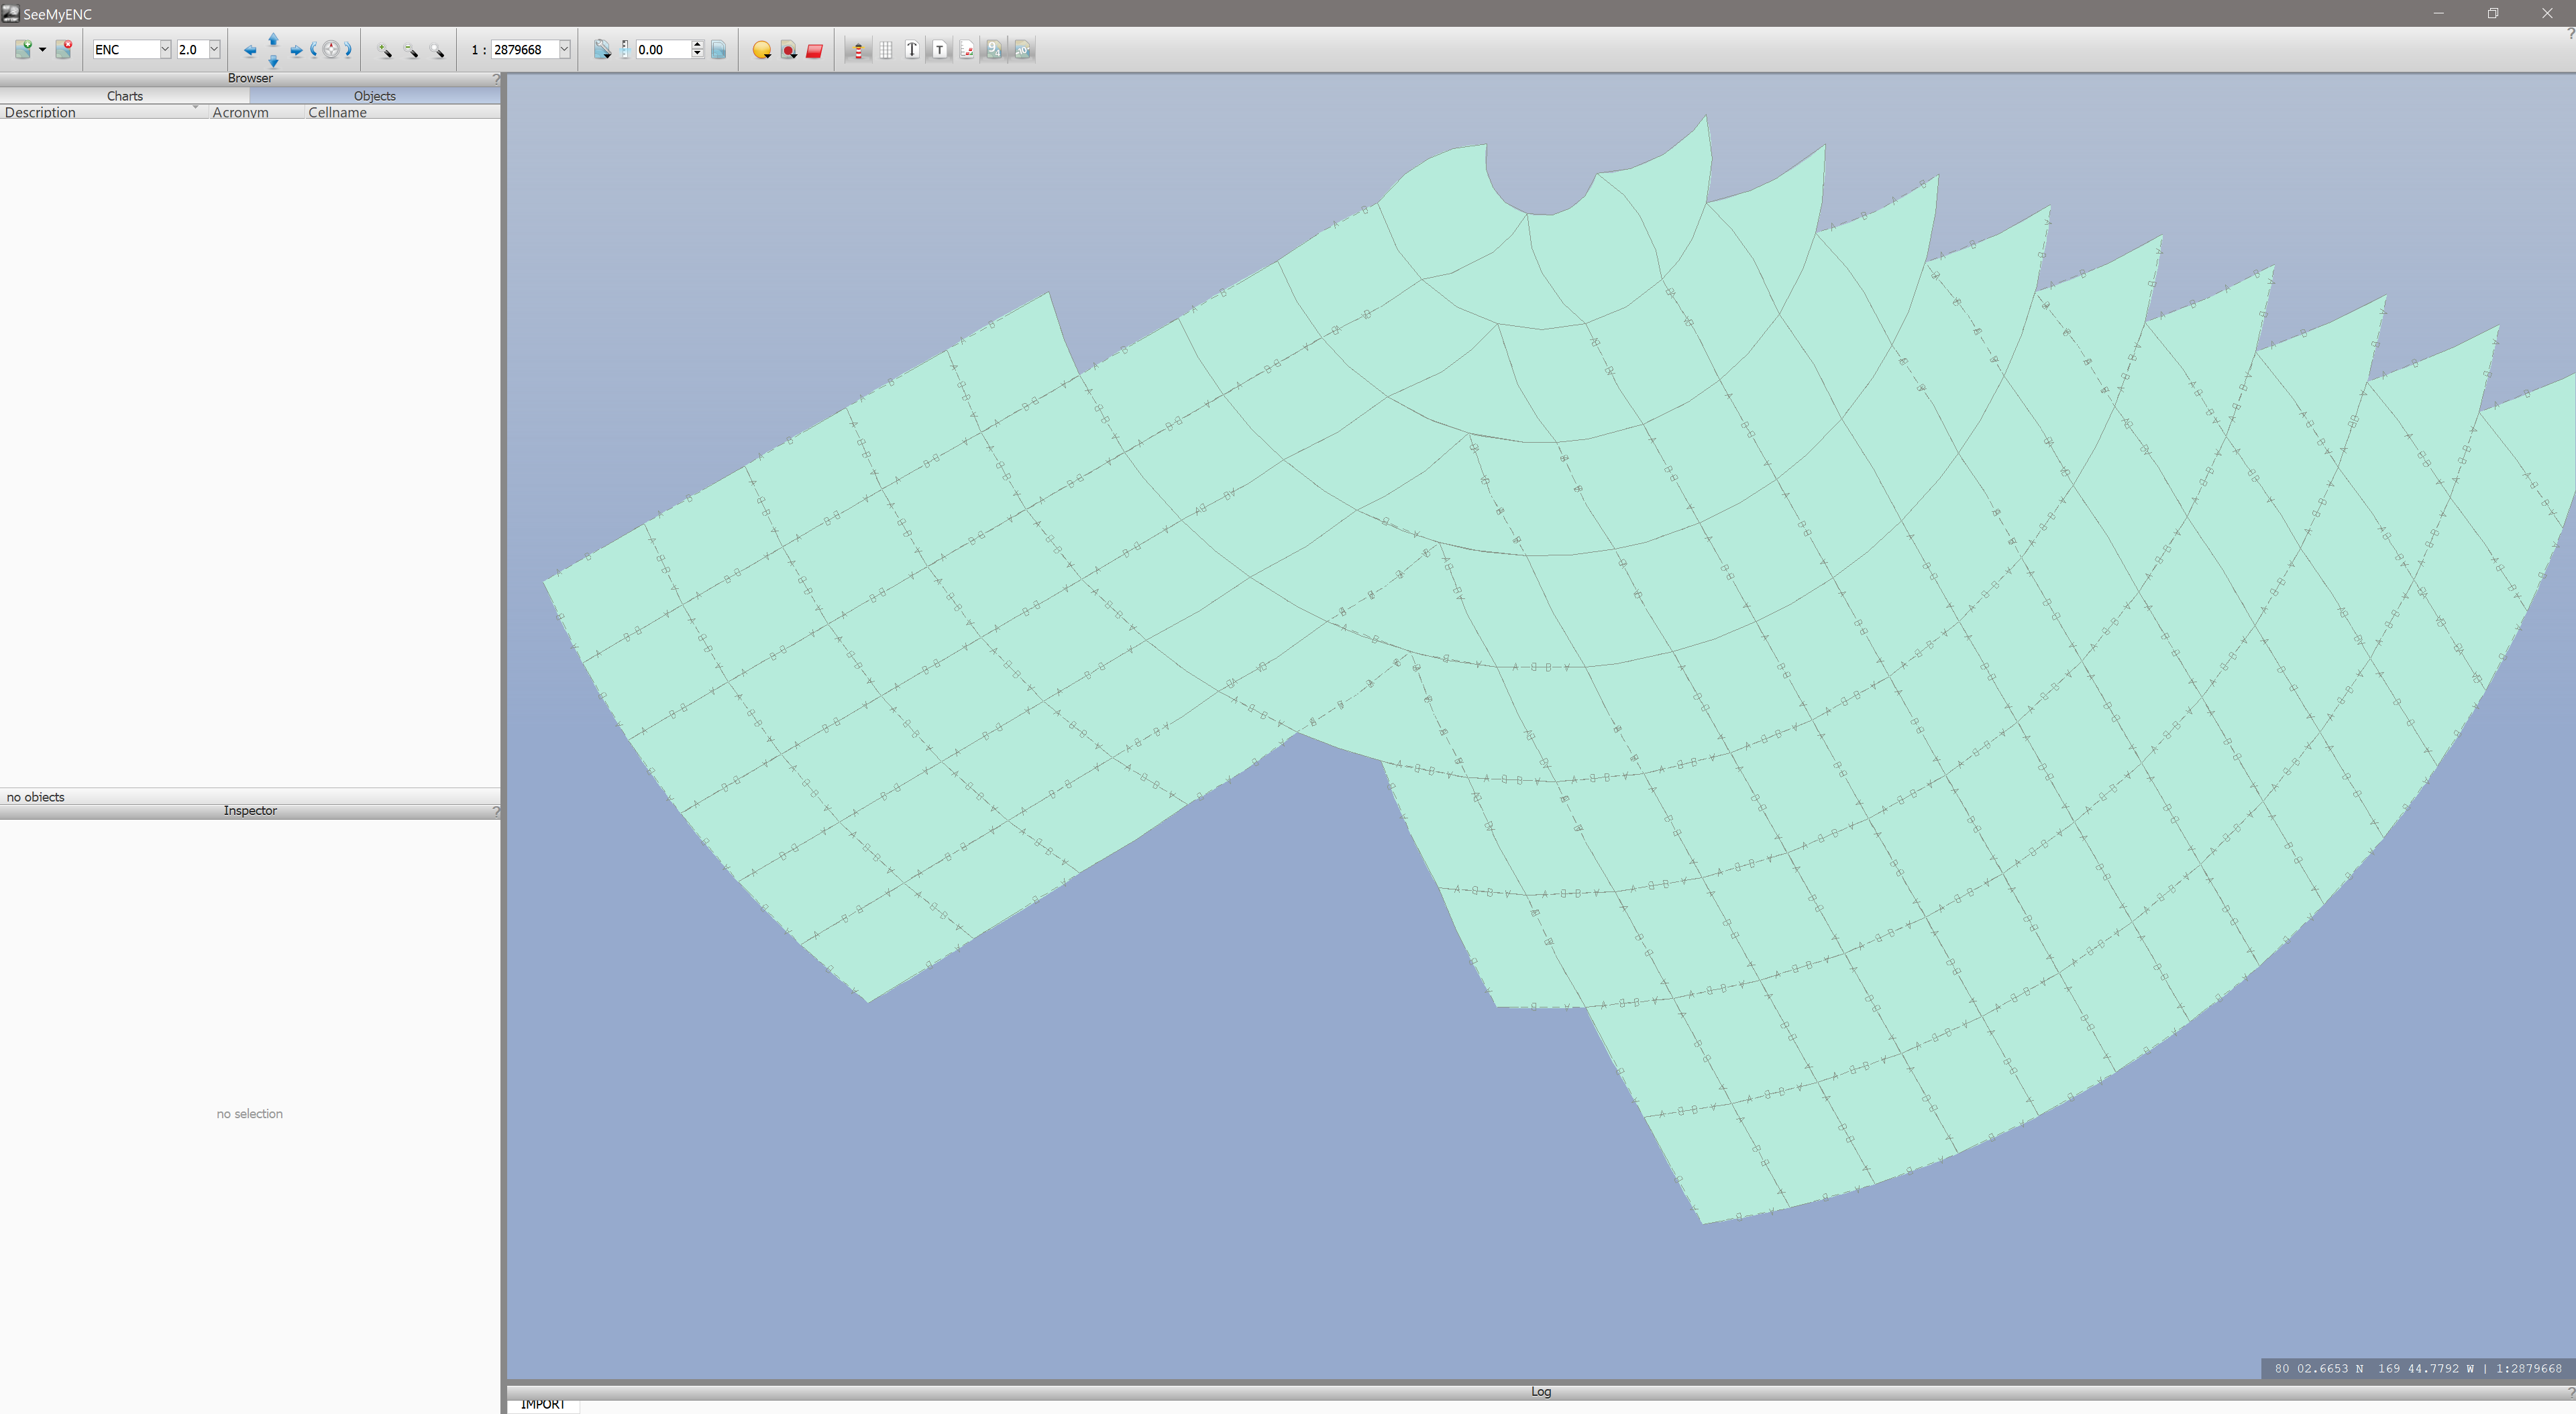 SeeMyENC
ENC 2.0 1 : 2879668 0.00 T
Browser ?
Charts Objects
Description Acronym Cellname
no objects
Inspector ?
no selection
80 02.6653 N 169 44.7792 W | 1:2879668
Log ?
IMPORT